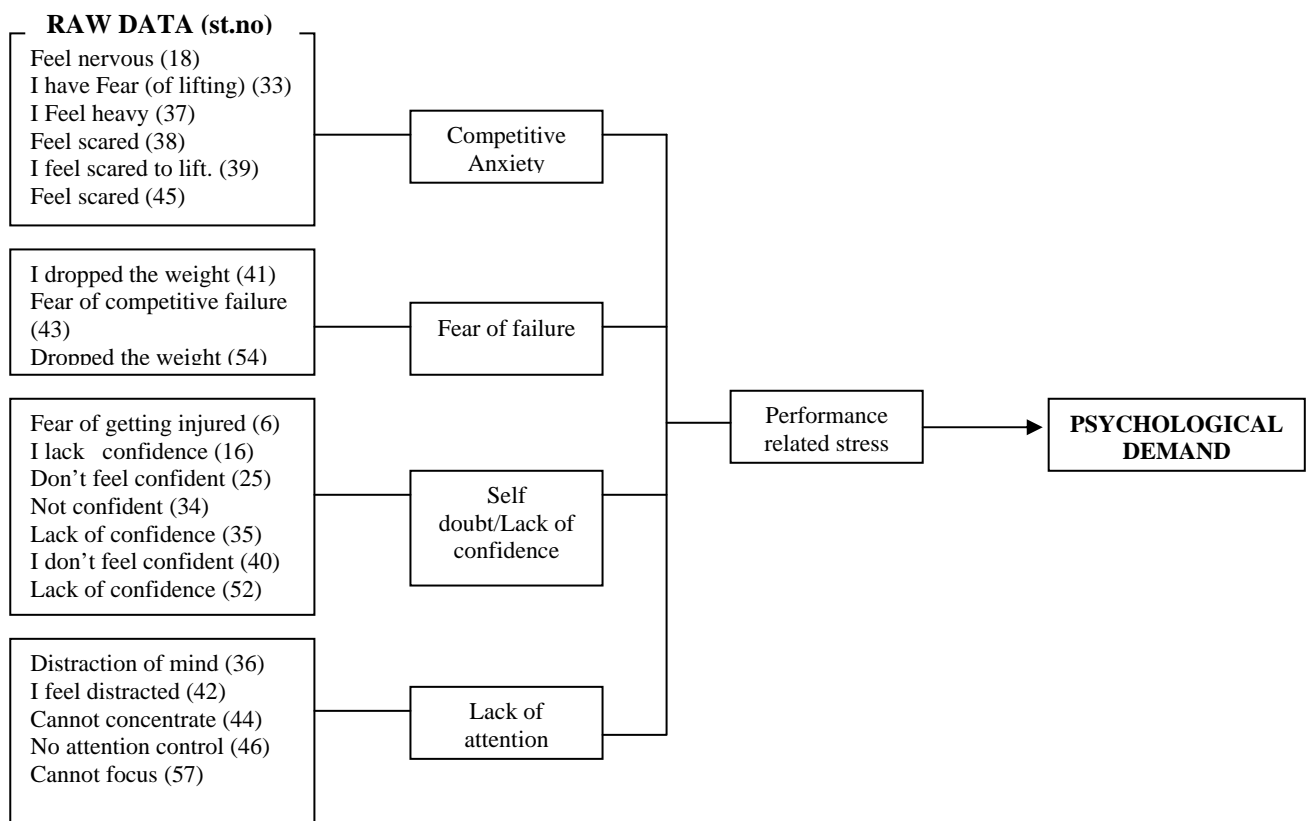 RAW DATA (st.no)
Feel nervous (18)
I have Fear (of lifting) (33)
I Feel heavy (37)
Feel scared (38)
I feel scared to lift. (39)
Feel scared (45)
Competitive
Anxiety
I dropped the weight (41)
Fear of competitive failure
(43)
Dropped the weight (54)
Fear of failure
Fear of getting injured (6)
I lack confidence (16)
Don't feel confident (25)
Not confident (34)
Lack of confidence (35)
I don't feel confident (40)
Lack of confidence (52)
Self
doubt/Lack of
confidence
Distraction of mind (36)
I feel distracted (42)
Cannot concentrate (44)
No attention control (46)
Cannot focus (57)
Lack of
attention
Performance
related stress
PSYCHOLOGICAL
DEMAND